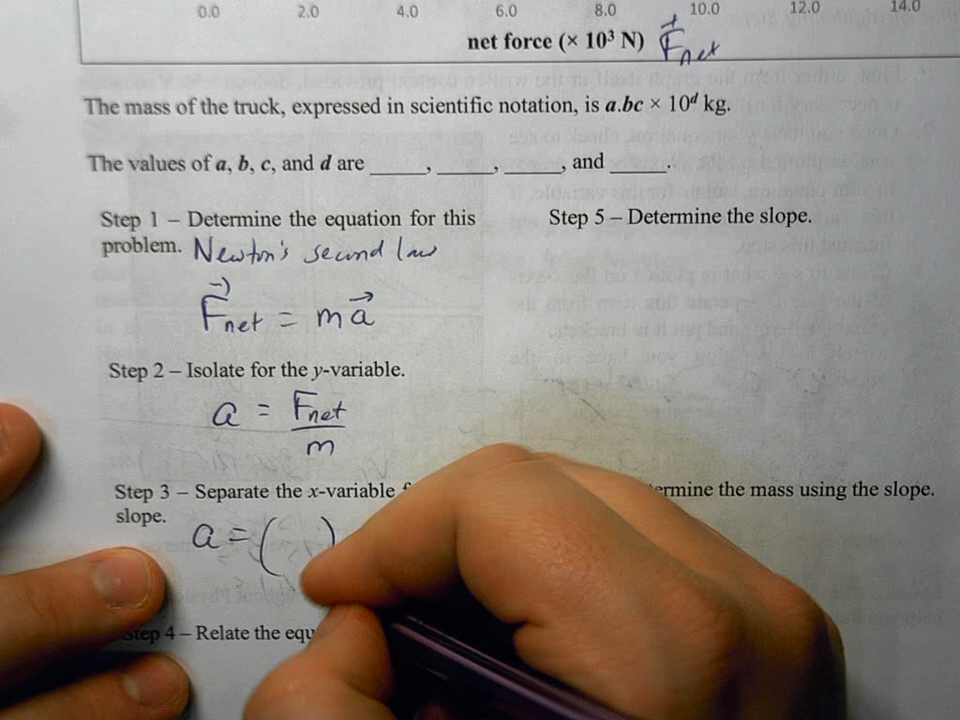 0.0 2.0 4.0 6.0 8.0 10.0 12.0 14.0
net force (× 10³ N) F⃗net
The mass of the truck, expressed in scientific notation, is a.bc × 10ᵈ kg.
The values of a, b, c, and d are _____, _____, _____, and _____.
Step 1 – Determine the equation for this
problem. Newton's second law
F⃗net = ma⃗
Step 2 – Isolate for the y-variable.
a = Fnet
m
Step 3 – Separate the x-variable
slope.
a = ( )
Step 4 – Relate the equ
Step 5 – Determine the slope.
ermine the mass using the slope.